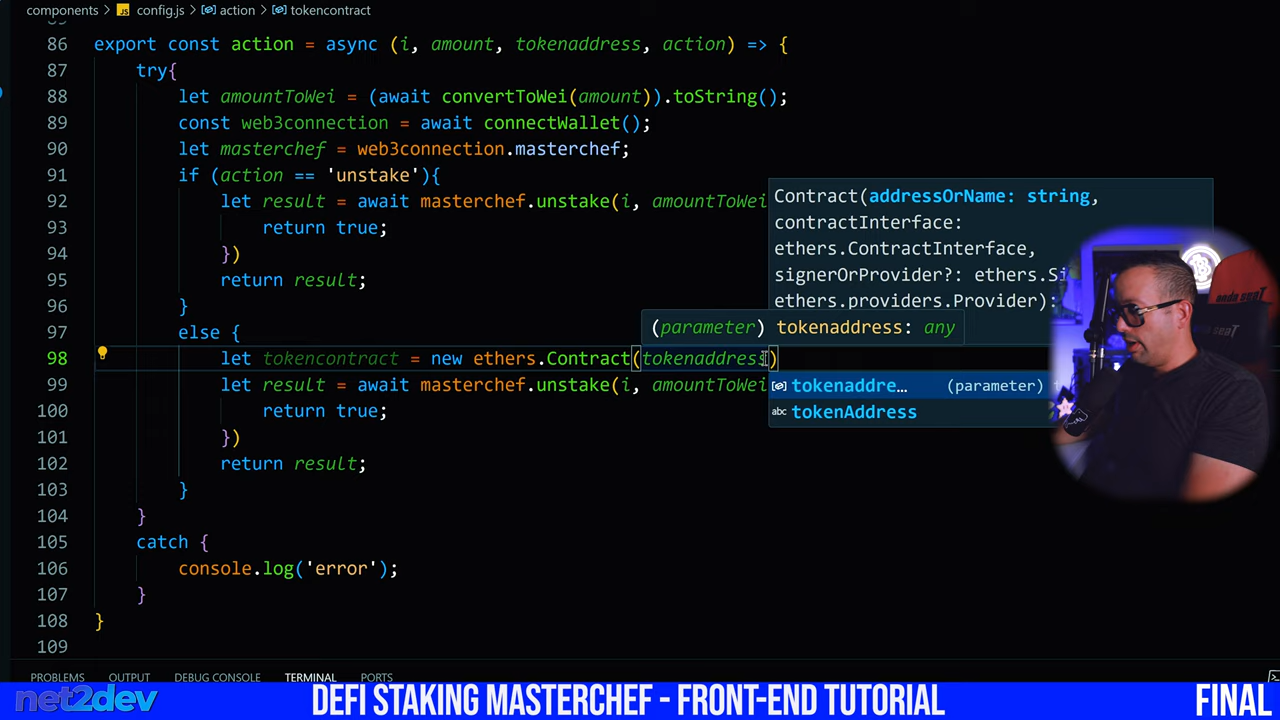 components > config.js > action > tokencontract
86 export const action = async (i, amount, tokenaddress, action) => {
87 try{
88 let amountToWei = (await convertToWei(amount)).toString();
89 const web3connection = await connectWallet();
90 let masterchef = web3connection.masterchef;
91 if (action == 'unstake'){
92 let result = await masterchef.unstake(i, amountToWei
93 return true;
94 })
95 return result;
96 }
97 else {
98 let tokencontract = new ethers.Contract(tokenaddress)
99 let result = await masterchef.unstake(i, amountToWei
100 return true;
101 })
102 return result;
103 }
104 }
105 catch {
106 console.log('error');
107 }
108 }
109
Contract(addressOrName: string,
contractInterface:
ethers.ContractInterface,
signerOrProvider?: ethers.Si
ethers.providers.Provider):
(parameter) tokenaddress: any
tokenaddre… (parameter)
abc tokenAddress
PROBLEMS OUTPUT DEBUG CONSOLE TERMINAL PORTS
net2dev DEFI STAKING MASTERCHEF - FRONT-END TUTORIAL FINAL